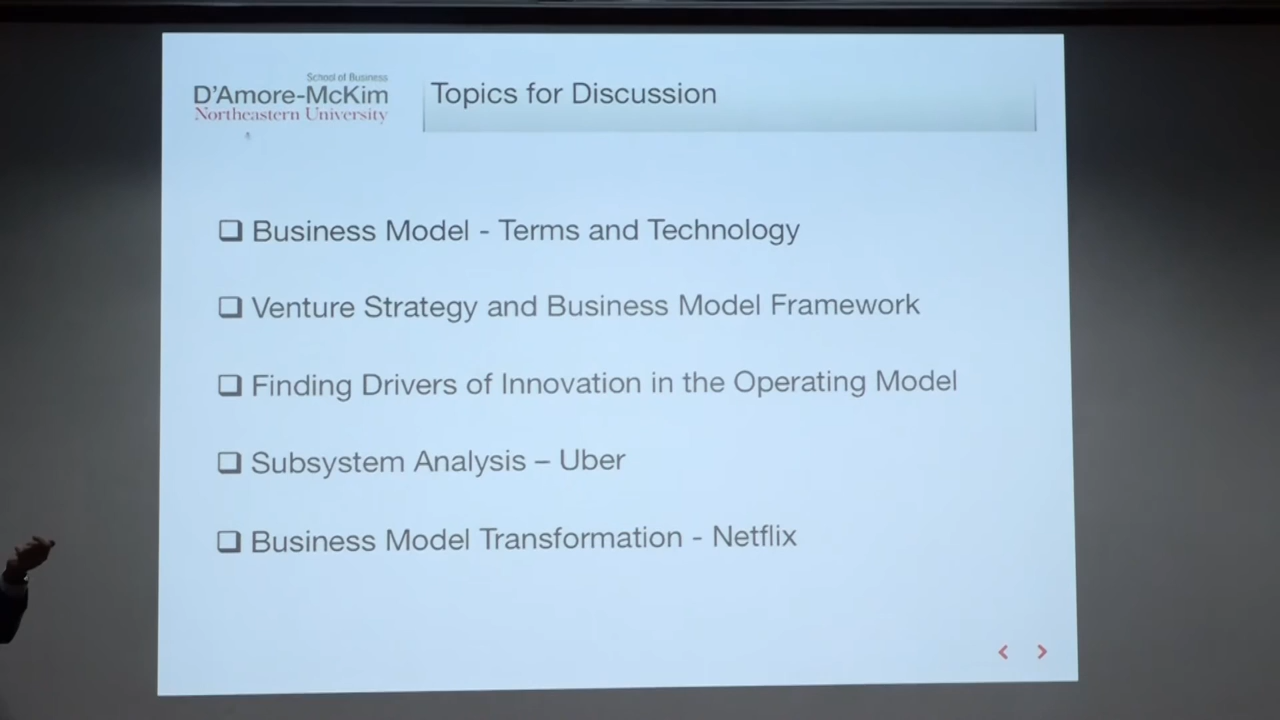 School of Business
D'Amore-McKim
Northeastern University
Topics for Discussion
❑ Business Model - Terms and Technology
❑ Venture Strategy and Business Model Framework
❑ Finding Drivers of Innovation in the Operating Model
❑ Subsystem Analysis – Uber
❑ Business Model Transformation - Netflix